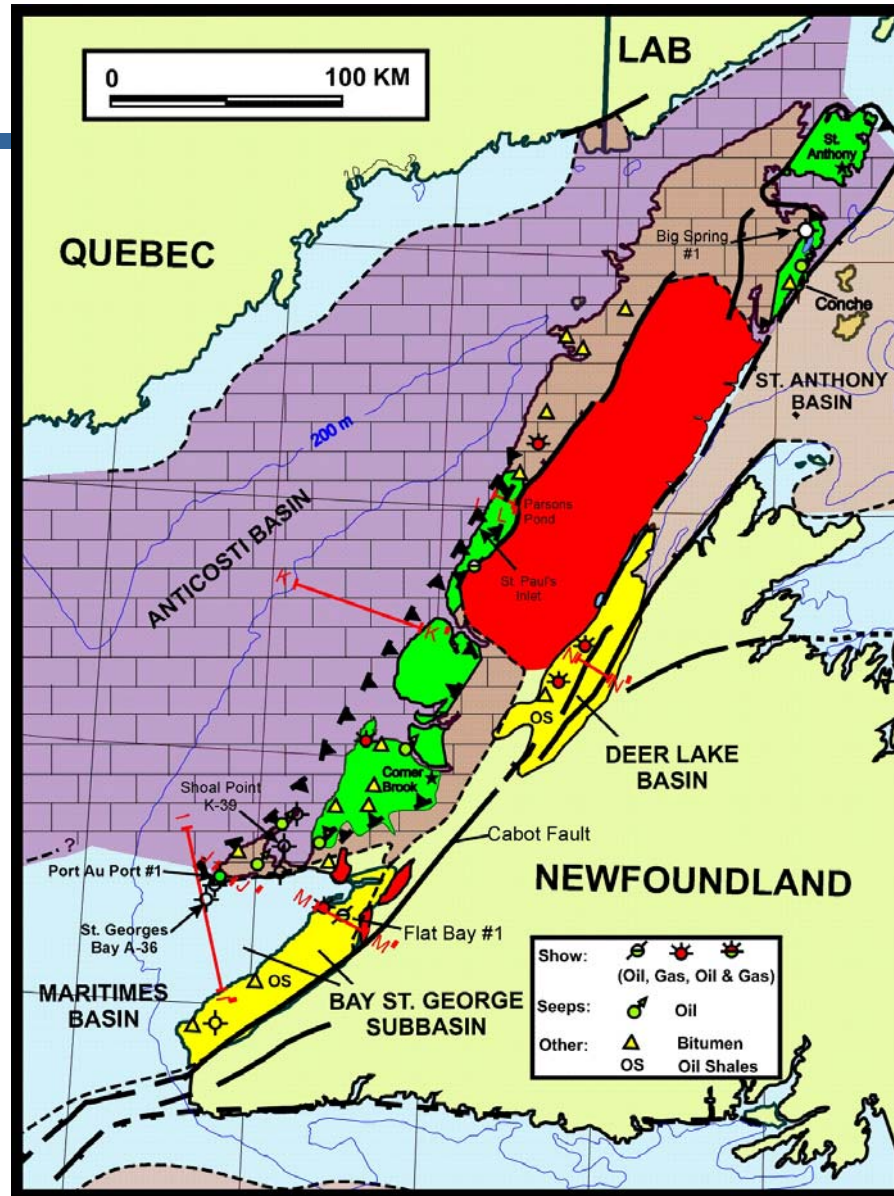 0 100 KM
LAB
St.
Anthony
QUEBEC
Big Spring
#1
Conche
ST. ANTHONY
BASIN
200 m
ANTICOSTI BASIN
Parsons
Pond
L
St. Paul's
Inlet
K
K'
N
N'
OS
DEER LAKE
BASIN
Corner
Brook
Shoal Point
K-39
Cabot Fault
?
I
Port Au Port #1
J'
NEWFOUNDLAND
St. Georges
Bay A-36
M
M'
Flat Bay #1
OS
I'
MARITIMES
BASIN
BAY ST. GEORGE
SUBBASIN
Show:
(Oil, Gas, Oil & Gas)
Seeps: Oil
Other: Bitumen
OS Oil Shales